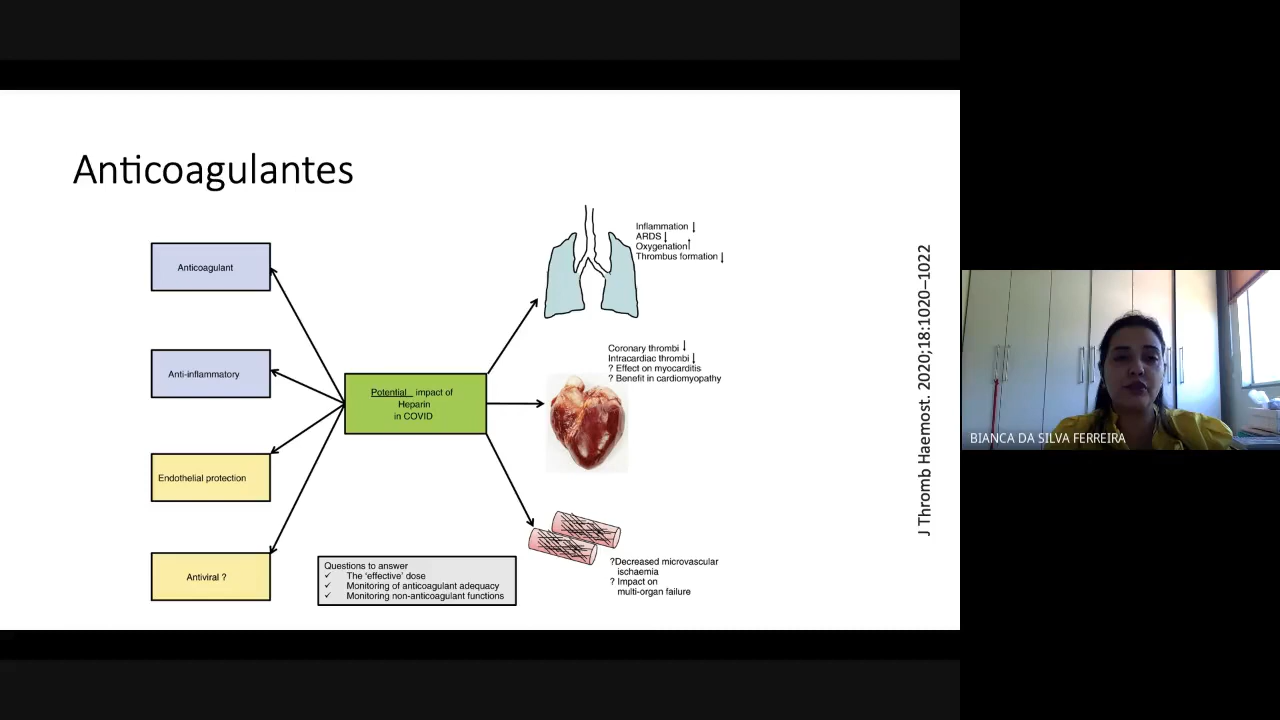 Anticoagulantes
Anticoagulant
Anti-inflammatory
Endothelial protection
Antiviral ?
Potential impact of
Heparin
in COVID
Inflammation ↓
ARDS ↓
Oxygenation ↑
Thrombus formation ↓
Coronary thrombi ↓
Intracardiac thrombi ↓
? Effect on myocarditis
? Benefit in cardiomyopathy
?Decreased microvascular
ischaemia
? Impact on
multi-organ failure
Questions to answer
✓ The 'effective' dose
✓ Monitoring of anticoagulant adequacy
✓ Monitoring non-anticoagulant functions
J Thromb Haemost. 2020;18:1020–1022
BIANCA DA SILVA FERREIRA